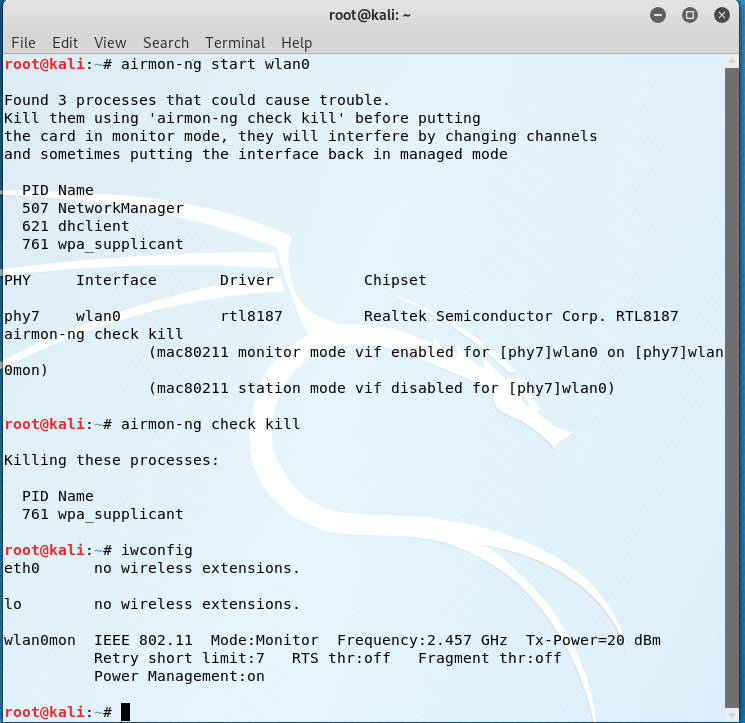 root@kali: ~
File Edit View Search Help
root@kali:~# airmon-ng start wlan0
Found 3 processes that could cause trouble.
Kill them using 'airmon-ng check kill' before putting
the card in monitor mode, they will interfere by changing channels
and sometimes putting the interface back in managed mode
PID Name
507 NetworkManager
621 dhclient
761 wpa_supplicant
PHY Interface Driver Chipset
phy7 wlan0 rtl8187 Realtek Semiconductor Corp. RTL8187
airmon-ng check kill
(mac80211 monitor mode vif enabled for [phy7]wlan0 on [phy7]wlan
0mon)
(mac80211 station mode vif disabled for [phy7]wlan0)
root@kali:~# airmon-ng check kill
Killing these processes:
PID Name
761 wpa_supplicant
root@kali:~# iwconfig
eth0 no wireless extensions.
lo no wireless extensions.
wlan0mon IEEE 802.11 Mode:Monitor Frequency:2.457 GHz Tx-Power=20 dBm
Retry short limit:7 RTS thr:off Fragment thr:off
Power Management:on
root@kali:~#